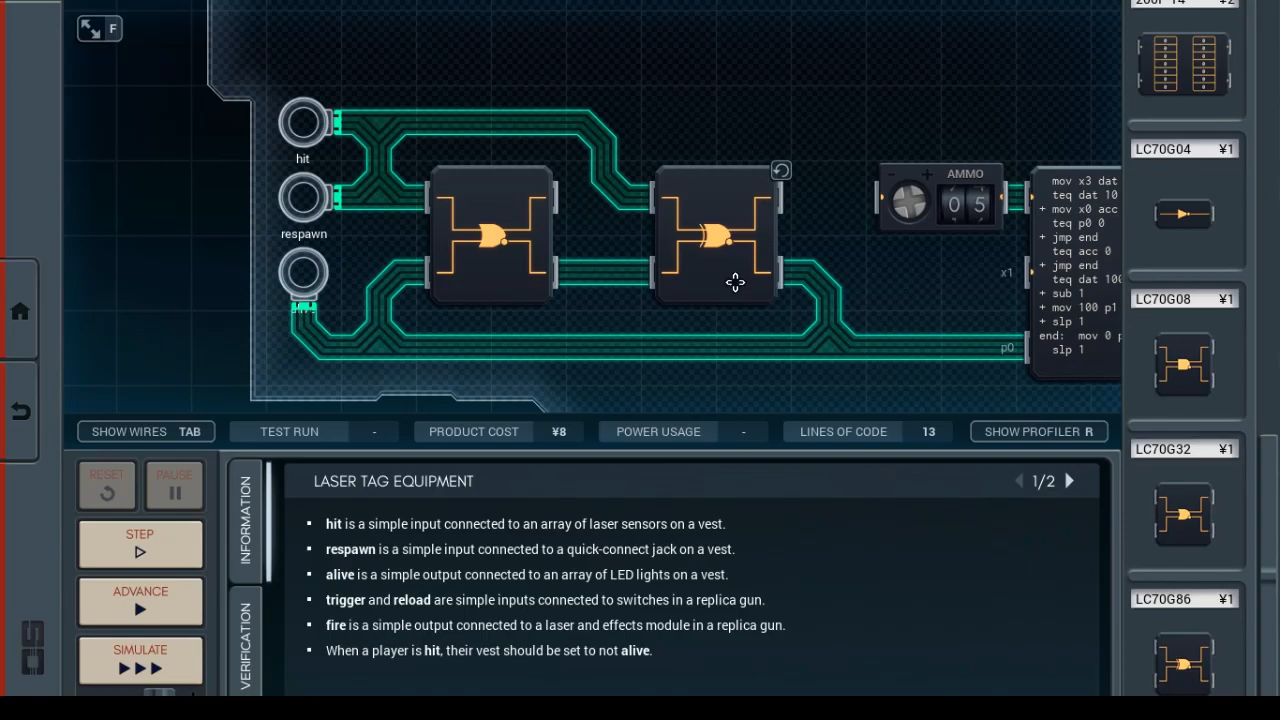 F
200P-14 ¥2
LC70G04 ¥1
hit
respawn
AMMO
05
x1
p0
mov x3 dat
teq dat 10
+ mov x0 acc
teq p0 0
+ jmp end
teq acc 0
+ jmp end
teq dat 100
+ sub 1
+ mov 100 p1
+ slp 1
end: mov 0 p
slp 1
LC70G08 ¥1
SHOW WIRES TAB
TEST RUN -
PRODUCT COST ¥8
POWER USAGE -
LINES OF CODE 13
SHOW PROFILER R
LC70G32 ¥1
RESET
PAUSE
STEP
ADVANCE
SIMULATE
INFORMATION
VERIFICATION
LASER TAG EQUIPMENT
1/2
hit is a simple input connected to an array of laser sensors on a vest.
respawn is a simple input connected to a quick-connect jack on a vest.
alive is a simple output connected to an array of LED lights on a vest.
trigger and reload are simple inputs connected to switches in a replica gun.
fire is a simple output connected to a laser and effects module in a replica gun.
When a player is hit, their vest should be set to not alive.
LC70G86 ¥1